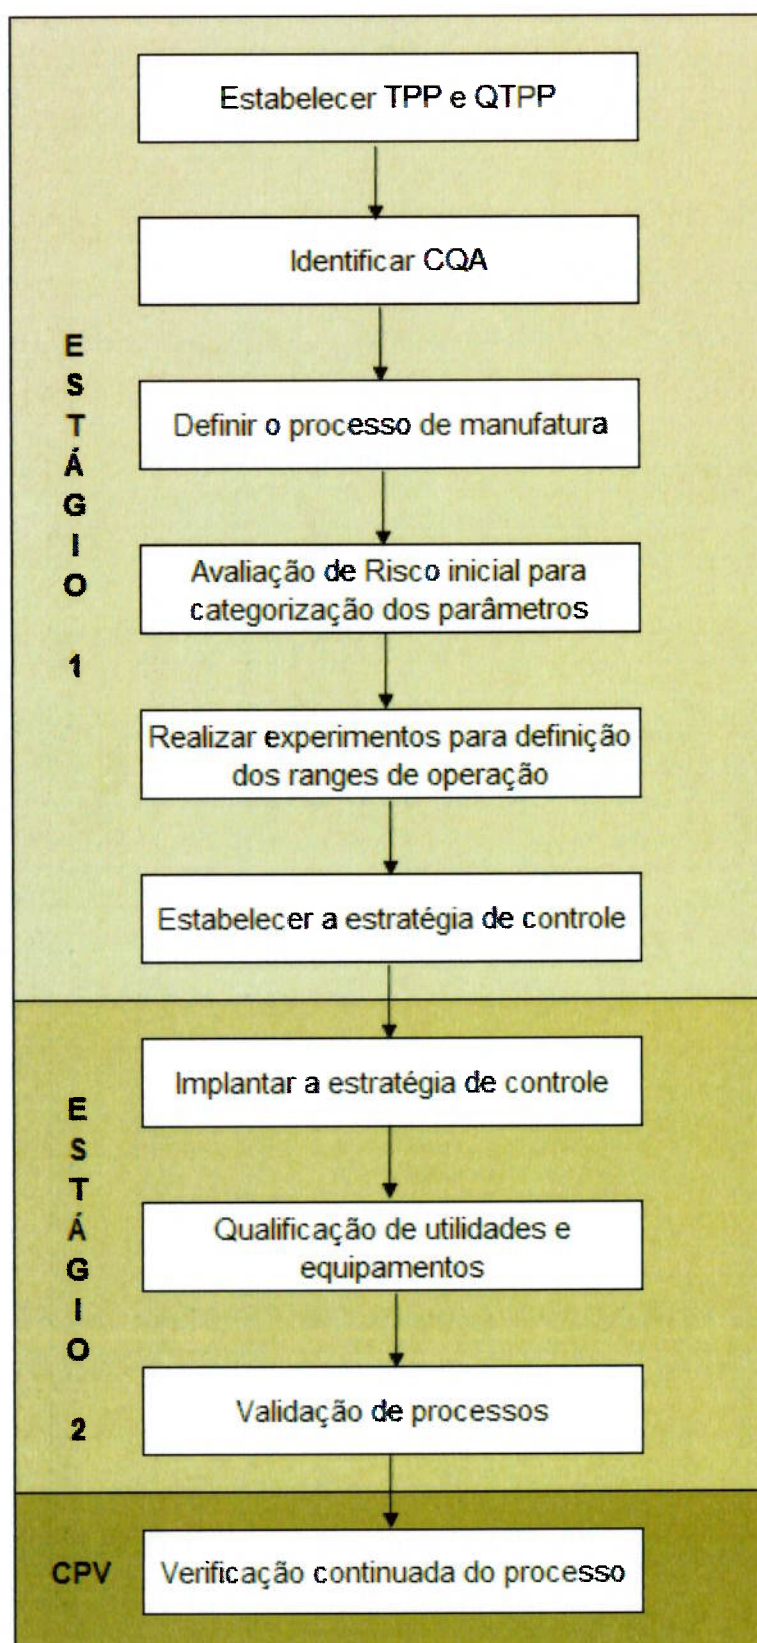 Estabelecer TPP e QTPP
Identificar CQA
Definir o processo de manufatura
Avaliação de Risco inicial para
categorização dos parâmetros
Realizar experimentos para definição
dos ranges de operação
Estabelecer a estratégia de controle
ESTÁGIO 1
Implantar a estratégia de controle
Qualificação de utilidades e
equipamentos
Validação de processos
ESTÁGIO 2
CPV
Verificação continuada do processo